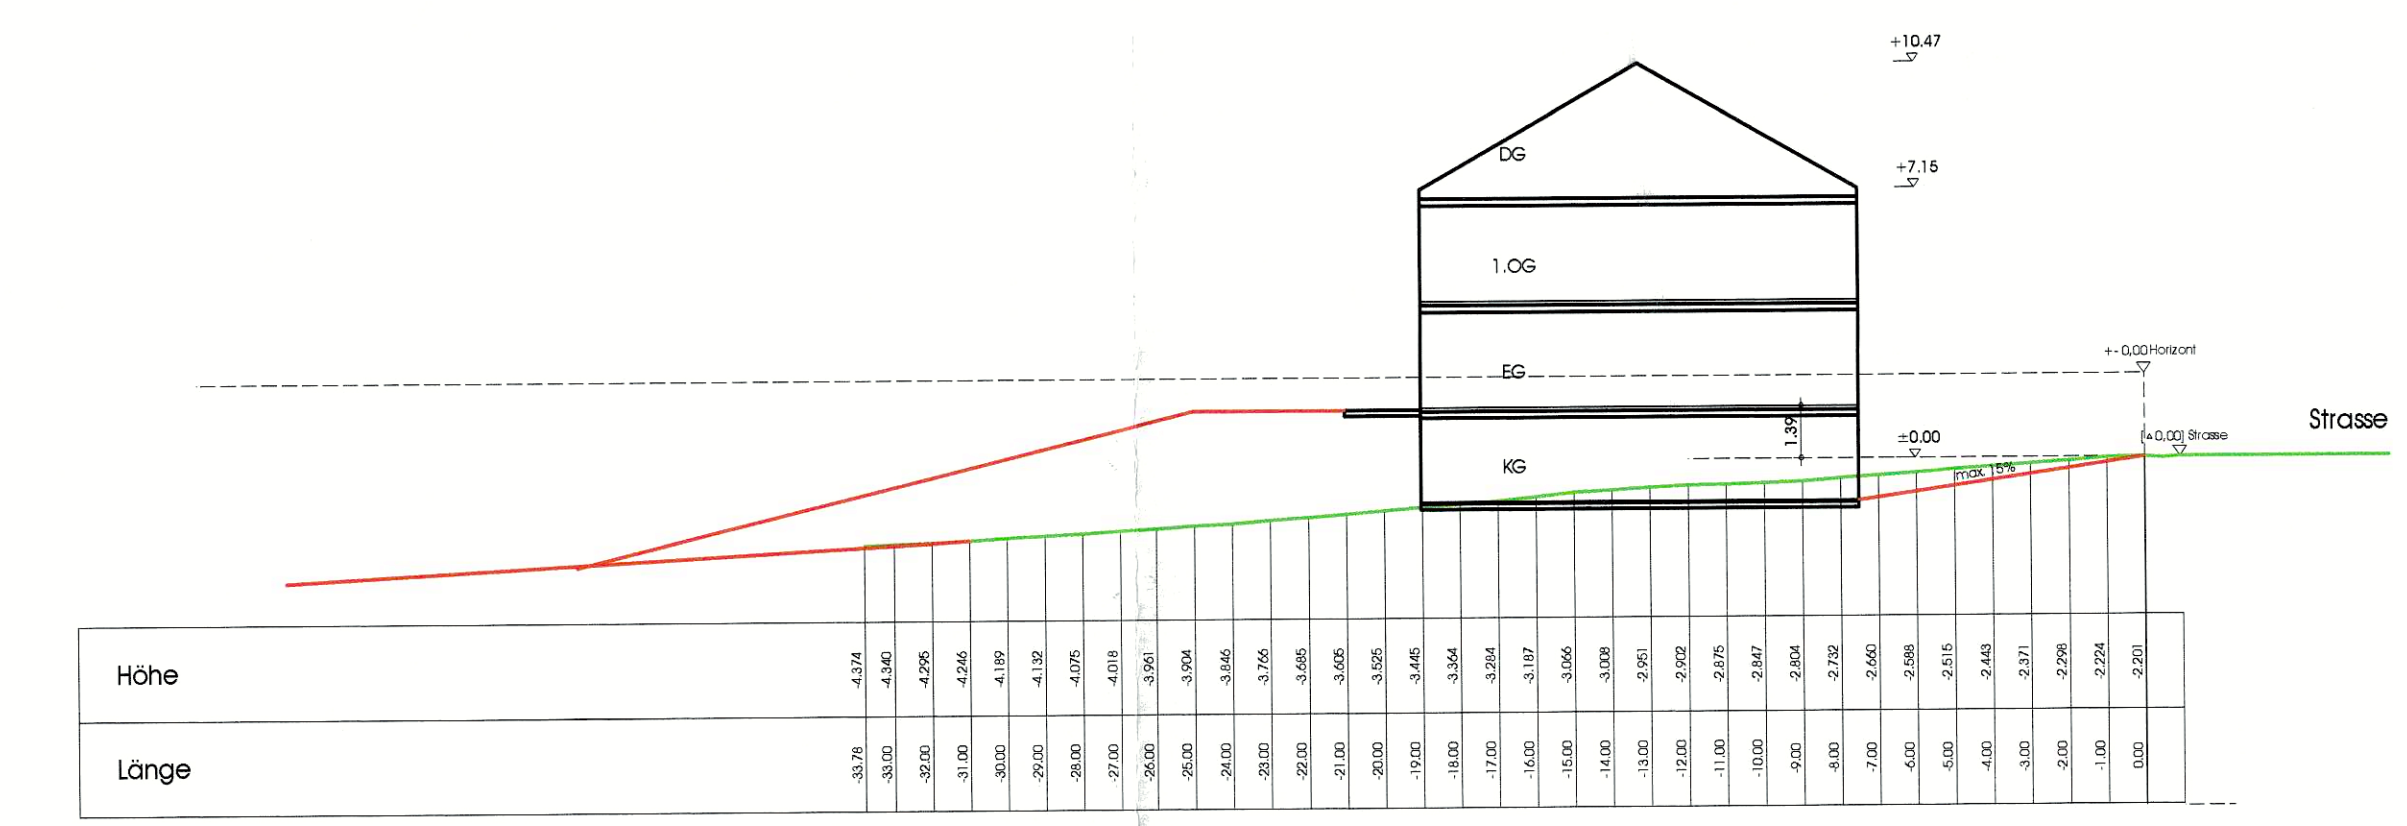 +10.47
DG
+7.15
1.OG
+-0,00 Horizont
EG
Strasse
1.39
±0.00
[▵0,00] Strasse
KG
max. 15%
Höhe
-4.374 -4.340 -4.295 -4.246 -4.189 -4.132 -4.075 -4.018 -3.961 -3.904 -3.846 -3.766 -3.685 -3.605 -3.525 -3.445 -3.364 -3.284 -3.187 -3.066 -3.008 -2.951 -2.902 -2.875 -2.847 -2.804 -2.732 -2.660 -2.588 -2.515 -2.443 -2.371 -2.298 -2.224 -2.201
Länge
-33.78 -33.00 -32.00 -31.00 -30.00 -29.00 -28.00 -27.00 -26.00 -25.00 -24.00 -23.00 -22.00 -21.00 -20.00 -19.00 -18.00 -17.00 -16.00 -15.00 -14.00 -13.00 -12.00 -11.00 -10.00 -9.00 -8.00 -7.00 -6.00 -5.00 -4.00 -3.00 -2.00 -1.00 0.00